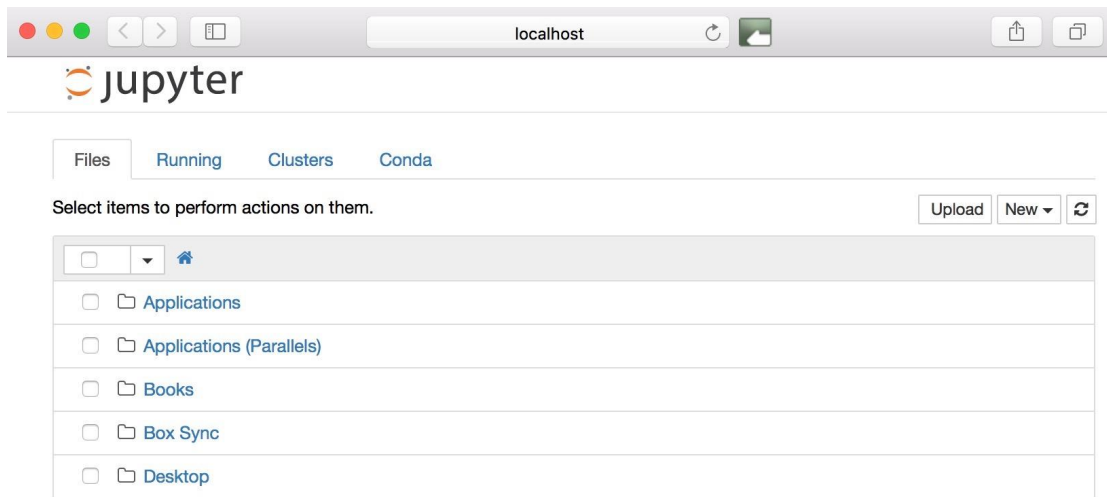 localhost
jupyter
Files Running Clusters Conda
Select items to perform actions on them.
Upload New
Applications
Applications (Parallels)
Books
Box Sync
Desktop